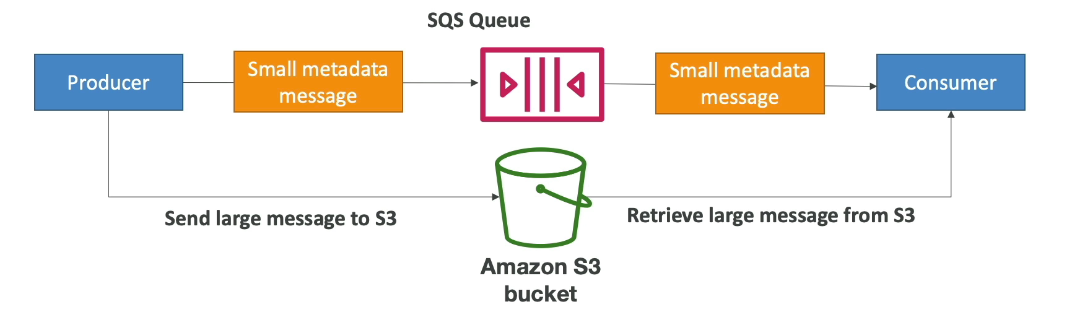 SQS Queue
Producer
Small metadata
message
Small metadata
message
Consumer
Send large message to S3
Retrieve large message from S3
Amazon S3
bucket